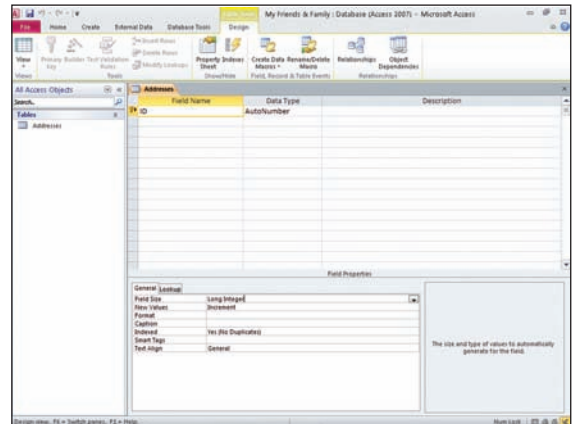 Table Tools
My Friends & Family : Database (Access 2007) - Microsoft Access
File Home Create External Data Database Tools Design
View
Primary Key
Builder
Test Validation Rules
Insert Rows
Delete Rows
Modify Lookups
Property Sheet
Indexes
Create Data Macros
Rename/Delete Macro
Relationships
Object Dependencies
Views Tools Show/Hide Field, Record & Table Events Relationships
All Access Objects
Search..
Tables
Addresses
Addresses
Field Name Data Type Description
ID AutoNumber
Field Properties
General Lookup
Field Size Long Integer
New Values Increment
Format
Caption
Indexed Yes (No Duplicates)
Smart Tags
Text Align General
The size and type of values to automatically
generate for the field.
Design view. F6 = Switch panes. F1 = Help.
Num Lock